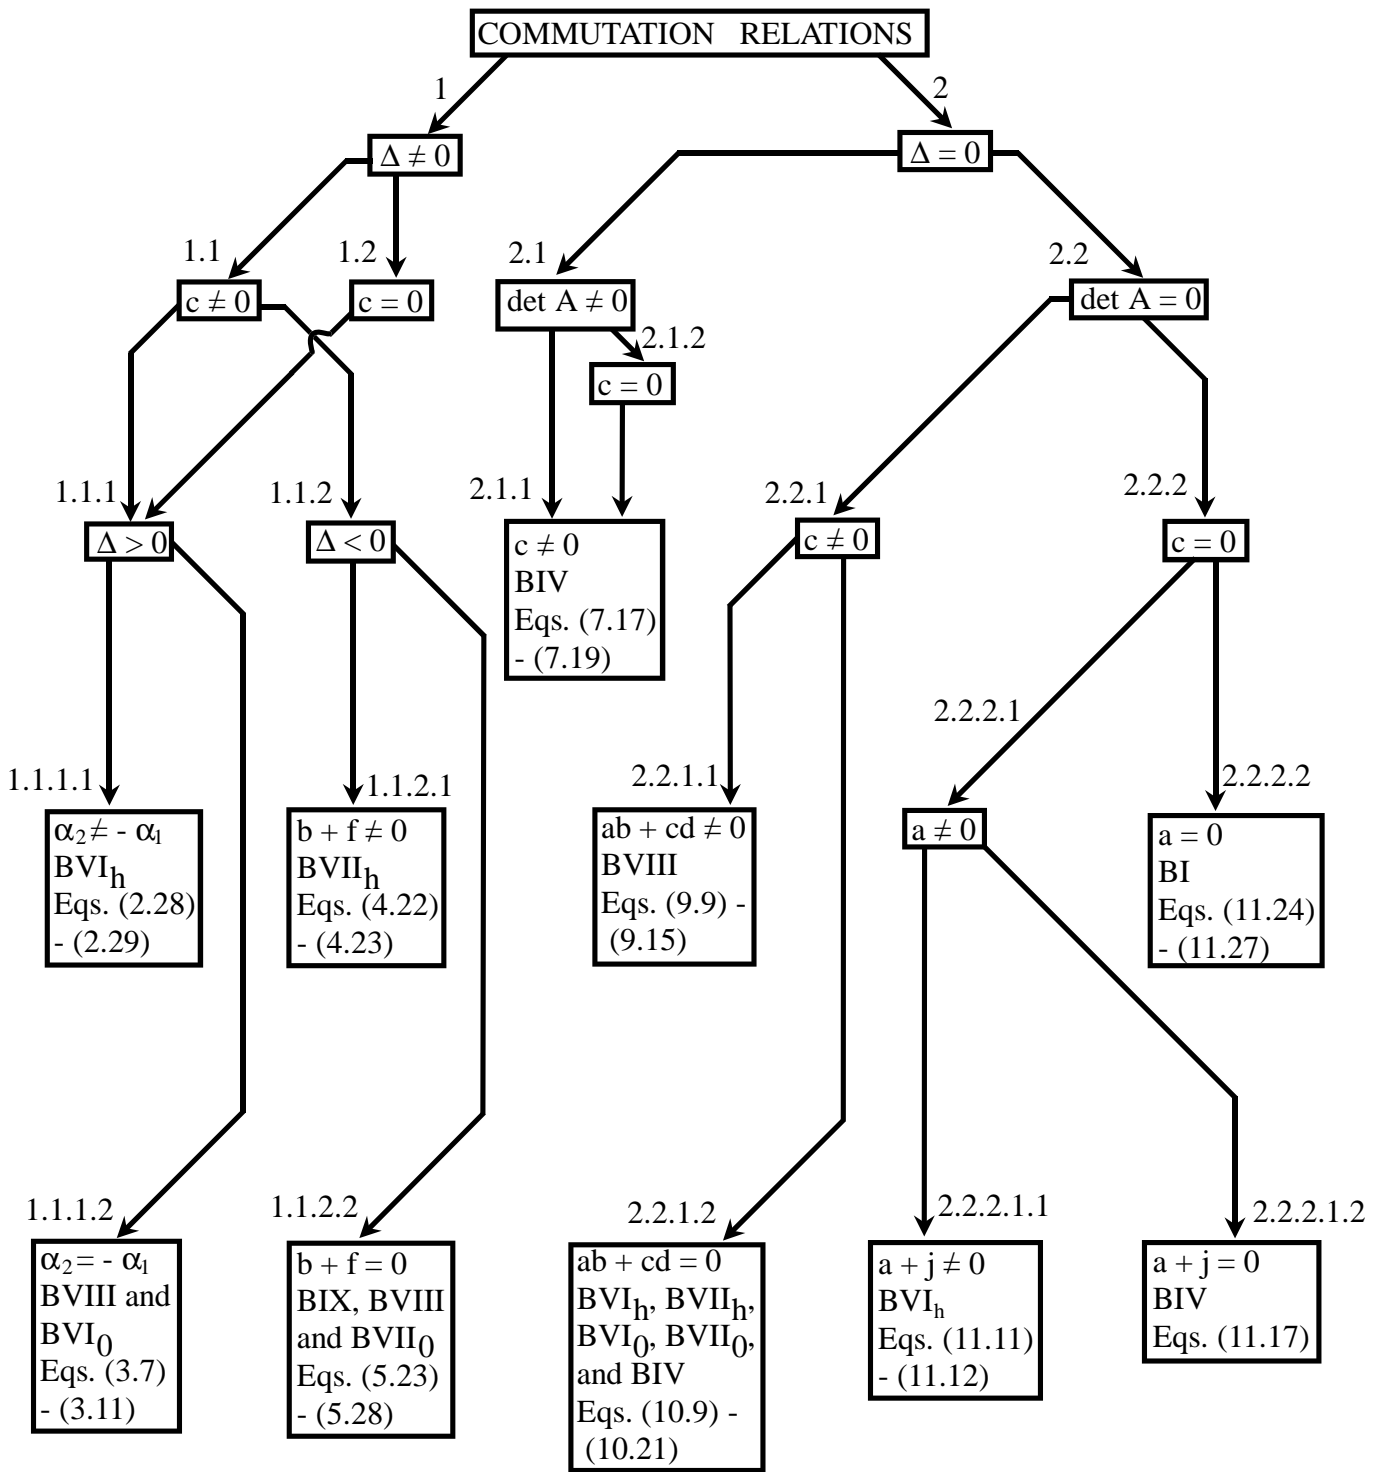 COMMUTATION RELATIONS
1
2
Δ ≠ 0
Δ = 0
1.1
1.2
2.1
2.2
c ≠ 0
c = 0
det A ≠ 0
det A = 0
2.1.2
c = 0
1.1.1
1.1.2
2.1.1
2.2.1
2.2.2
Δ > 0
Δ < 0
c ≠ 0
BIV
Eqs. (7.17)
- (7.19)
c ≠ 0
c = 0
2.2.2.1
1.1.1.1
1.1.2.1
2.2.1.1
2.2.2.2
α₂ ≠ - α₁
BVI_h
Eqs. (2.28)
- (2.29)
b + f ≠ 0
BVII_h
Eqs. (4.22)
- (4.23)
ab + cd ≠ 0
BVIII
Eqs. (9.9) -
(9.15)
a ≠ 0
a = 0
BI
Eqs. (11.24)
- (11.27)
1.1.1.2
1.1.2.2
2.2.1.2
2.2.2.1.1
2.2.2.1.2
α₂ = - α₁
BVIII and
BVI₀
Eqs. (3.7)
- (3.11)
b + f = 0
BIX, BVIII
and BVII₀
Eqs. (5.23)
- (5.28)
ab + cd = 0
BVI_h, BVII_h,
BVI₀, BVII₀,
and BIV
Eqs. (10.9) -
(10.21)
a + j ≠ 0
BVI_h
Eqs. (11.11)
- (11.12)
a + j = 0
BIV
Eqs. (11.17)